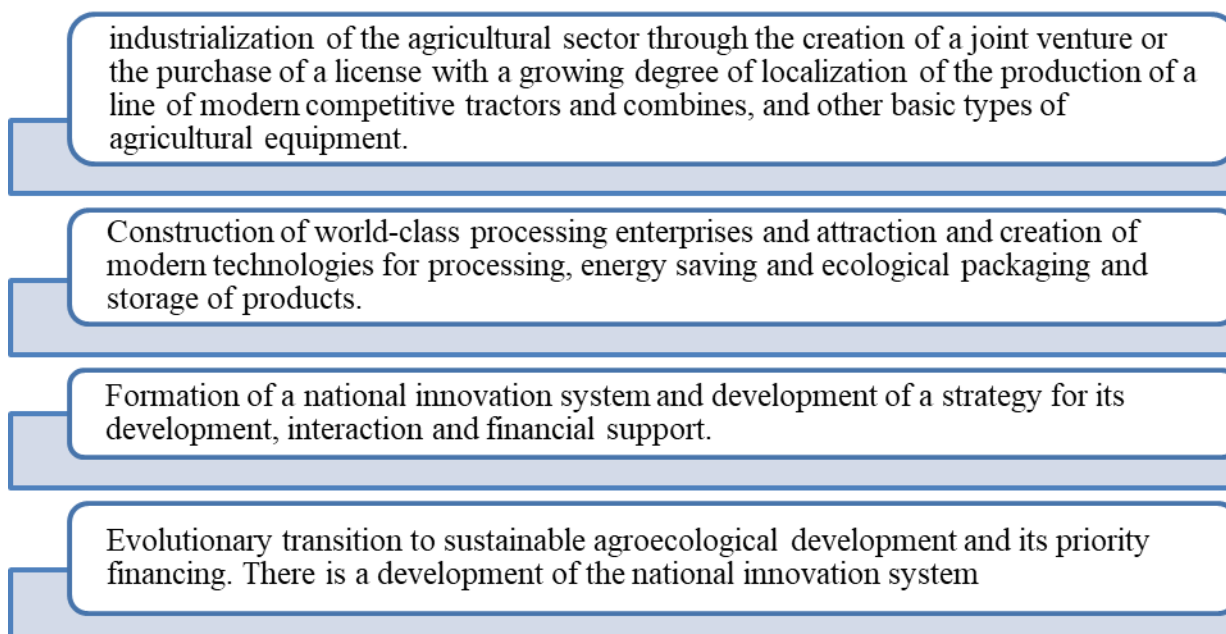 industrialization of the agricultural sector through the creation of a joint venture or
the purchase of a license with a growing degree of localization of the production of a
line of modern competitive tractors and combines, and other basic types of
agricultural equipment.
Construction of world-class processing enterprises and attraction and creation of
modern technologies for processing, energy saving and ecological packaging and
storage of products.
Formation of a national innovation system and development of a strategy for its
development, interaction and financial support.
Evolutionary transition to sustainable agroecological development and its priority
financing. There is a development of the national innovation system